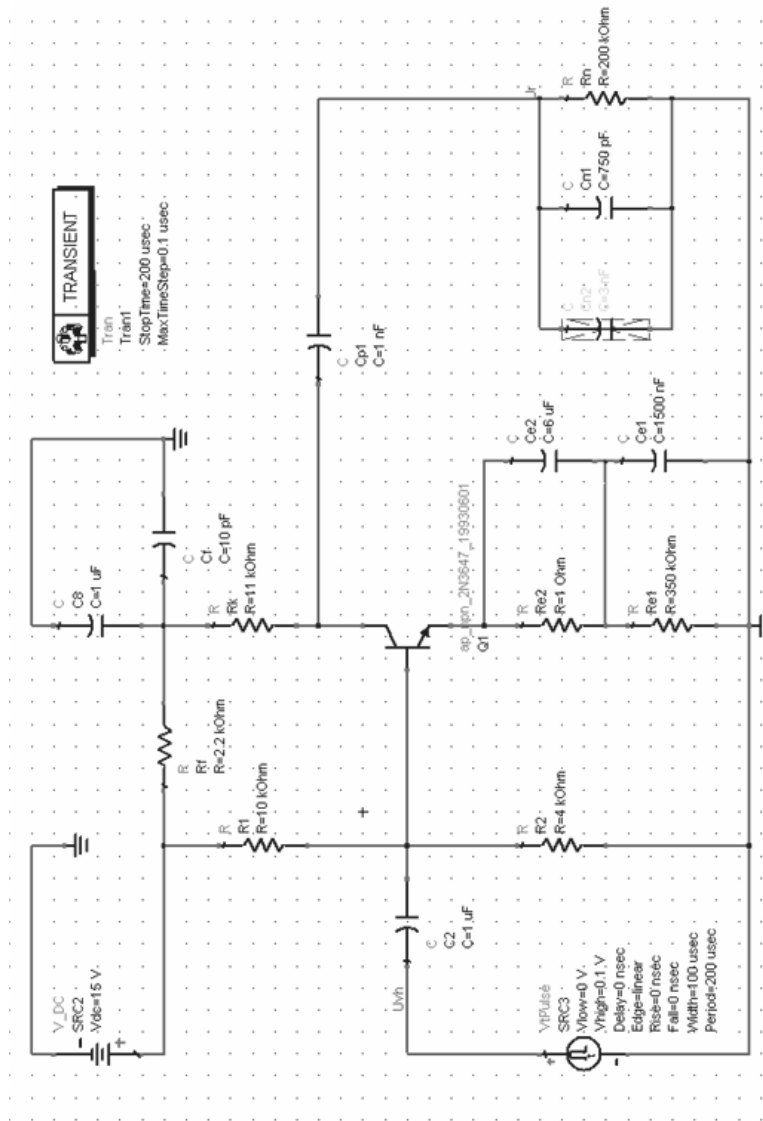 TRANSIENT
Tran
Tran1
StopTime=200 usec
MaxTimeStep=0.1 usec
V_DC
SRC2
Vdc=15 V
+
−
C
C8
C=1 uF
C
Cf
C=10 pF
R
Rf
R=2.2 kOhm
R
Rk
R=11 kOhm
R
R1
R=10 kOhm
+
C
Cp1
C=1 nF
Ur
R
Rn
R=200 kOhm
C
Cn1
C=750 pF
C
Cn2
C=3 nF
ap_npn_2N3647_19930601
Q1
C
Ce2
C=6 uF
C
Ce1
C=1500 nF
R
Re2
R=1 Ohm
R
Re1
R=350 kOhm
R
R2
R=4 kOhm
C
C2
C=1 uF
Uvh
VtPulse
SRC3
Vlow=0 V
Vhigh=0.1 V
Delay=0 nsec
Edge=linear
Rise=0 nsec
Fall=0 nsec
Width=100 usec
Period=200 usec
+
−